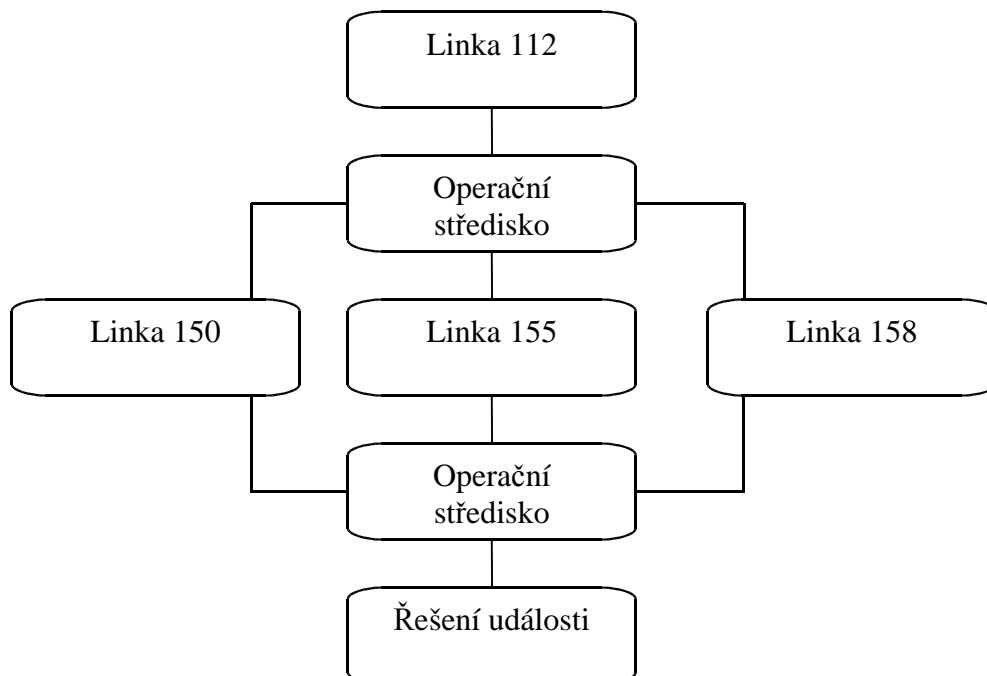 Linka 112
Operační
středisko
Linka 150
Linka 155
Linka 158
Operační
středisko
Řešení události